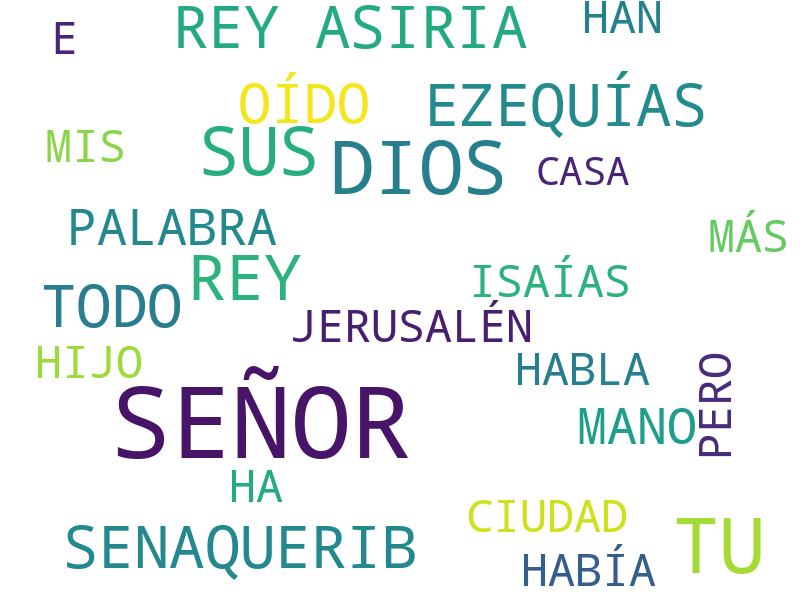 E
REY ASIRIA
HAN
OÍDO
EZEQUÍAS
MIS
SUS
DIOS
CASA
PALABRA
MÁS
REY
ISAÍAS
TODO
JERUSALÉN
HIJO
HABLA
PERO
SEÑOR
MANO
HA
CIUDAD
SENAQUERIB
TU
HABÍA